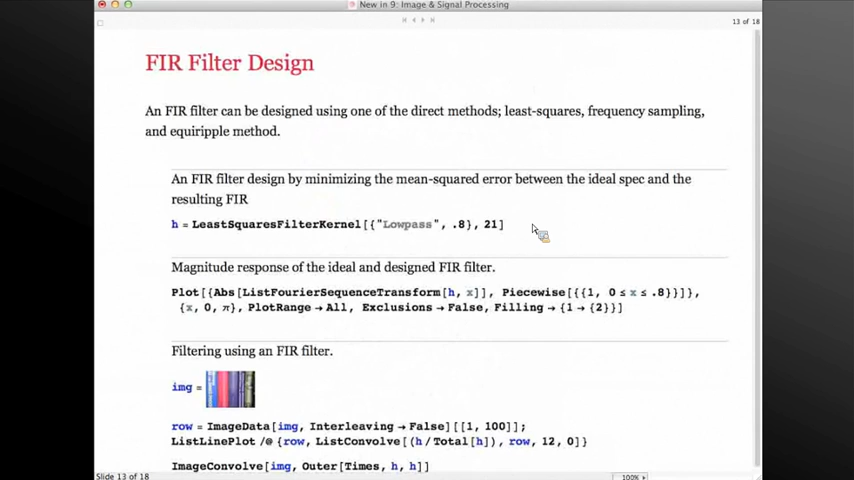 New in 9: Image & Signal Processing
13 of 18
FIR Filter Design
An FIR filter can be designed using one of the direct methods; least-squares, frequency sampling,
and equiripple method.
An FIR filter design by minimizing the mean-squared error between the ideal spec and the
resulting FIR
h = LeastSquaresFilterKernel[{"Lowpass", .8}, 21]
Magnitude response of the ideal and designed FIR filter.
Plot[{Abs[ListFourierSequenceTransform[h, x]], Piecewise[{{1, 0 ≤ x ≤ .8}}]},
{x, 0, π}, PlotRange → All, Exclusions → False, Filling → {1 → {2}}]
Filtering using an FIR filter.
img =
row = ImageData[img, Interleaving → False][[1, 100]];
ListLinePlot /@ {row, ListConvolve[(h / Total[h]), row, 12, 0]}
ImageConvolve[img, Outer[Times, h, h]]
Slide 13 of 18
100%